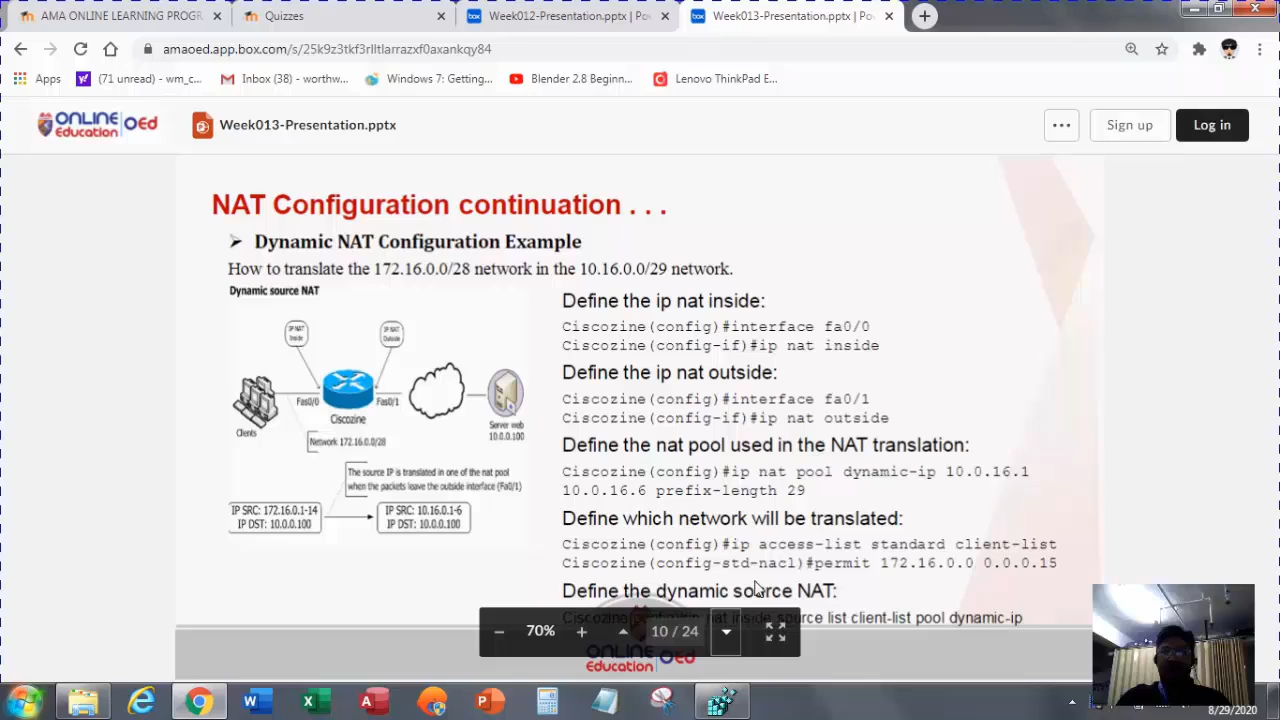 AMA ONLINE LEARNING PROGR
Quizzes
Week012-Presentation.pptx | Po
Week013-Presentation.pptx | Po
amaoed.app.box.com/s/25k9z3tkf3rlltlarrazxf0axankqy84
Apps
(71 unread) - wm_c...
Inbox (38) - worthw...
Windows 7: Getting...
Blender 2.8 Beginn...
Lenovo ThinkPad E...
ONLINE
Education
OEd
Week013-Presentation.pptx
Sign up
Log in
NAT Configuration continuation . . .
Dynamic NAT Configuration Example
How to translate the 172.16.0.0/28 network in the 10.16.0.0/29 network.
Dynamic source NAT
IP NAT
Inside
IP NAT
Outside
Fas0/0
Fas0/1
Ciscozine
Clients
Server web
10.0.0.100
Network 172.16.0.0/28
The source IP is translated in one of the nat pool
when the packets leave the outside interface (Fa0/1)
IP SRC: 172.16.0.1-14
IP DST: 10.0.0.100
IP SRC: 10.16.0.1-6
IP DST: 10.0.0.100
Define the ip nat inside:
Ciscozine(config)#interface fa0/0
Ciscozine(config-if)#ip nat inside
Define the ip nat outside:
Ciscozine(config)#interface fa0/1
Ciscozine(config-if)#ip nat outside
Define the nat pool used in the NAT translation:
Ciscozine(config)#ip nat pool dynamic-ip 10.0.16.1
10.0.16.6 prefix-length 29
Define which network will be translated:
Ciscozine(config)#ip access-list standard client-list
Ciscozine(config-std-nacl)#permit 172.16.0.0 0.0.0.15
Define the dynamic source NAT:
nat inside source list client-list pool dynamic-ip
70%
10 / 24
ONLINE
Education
OEd
8/29/2020